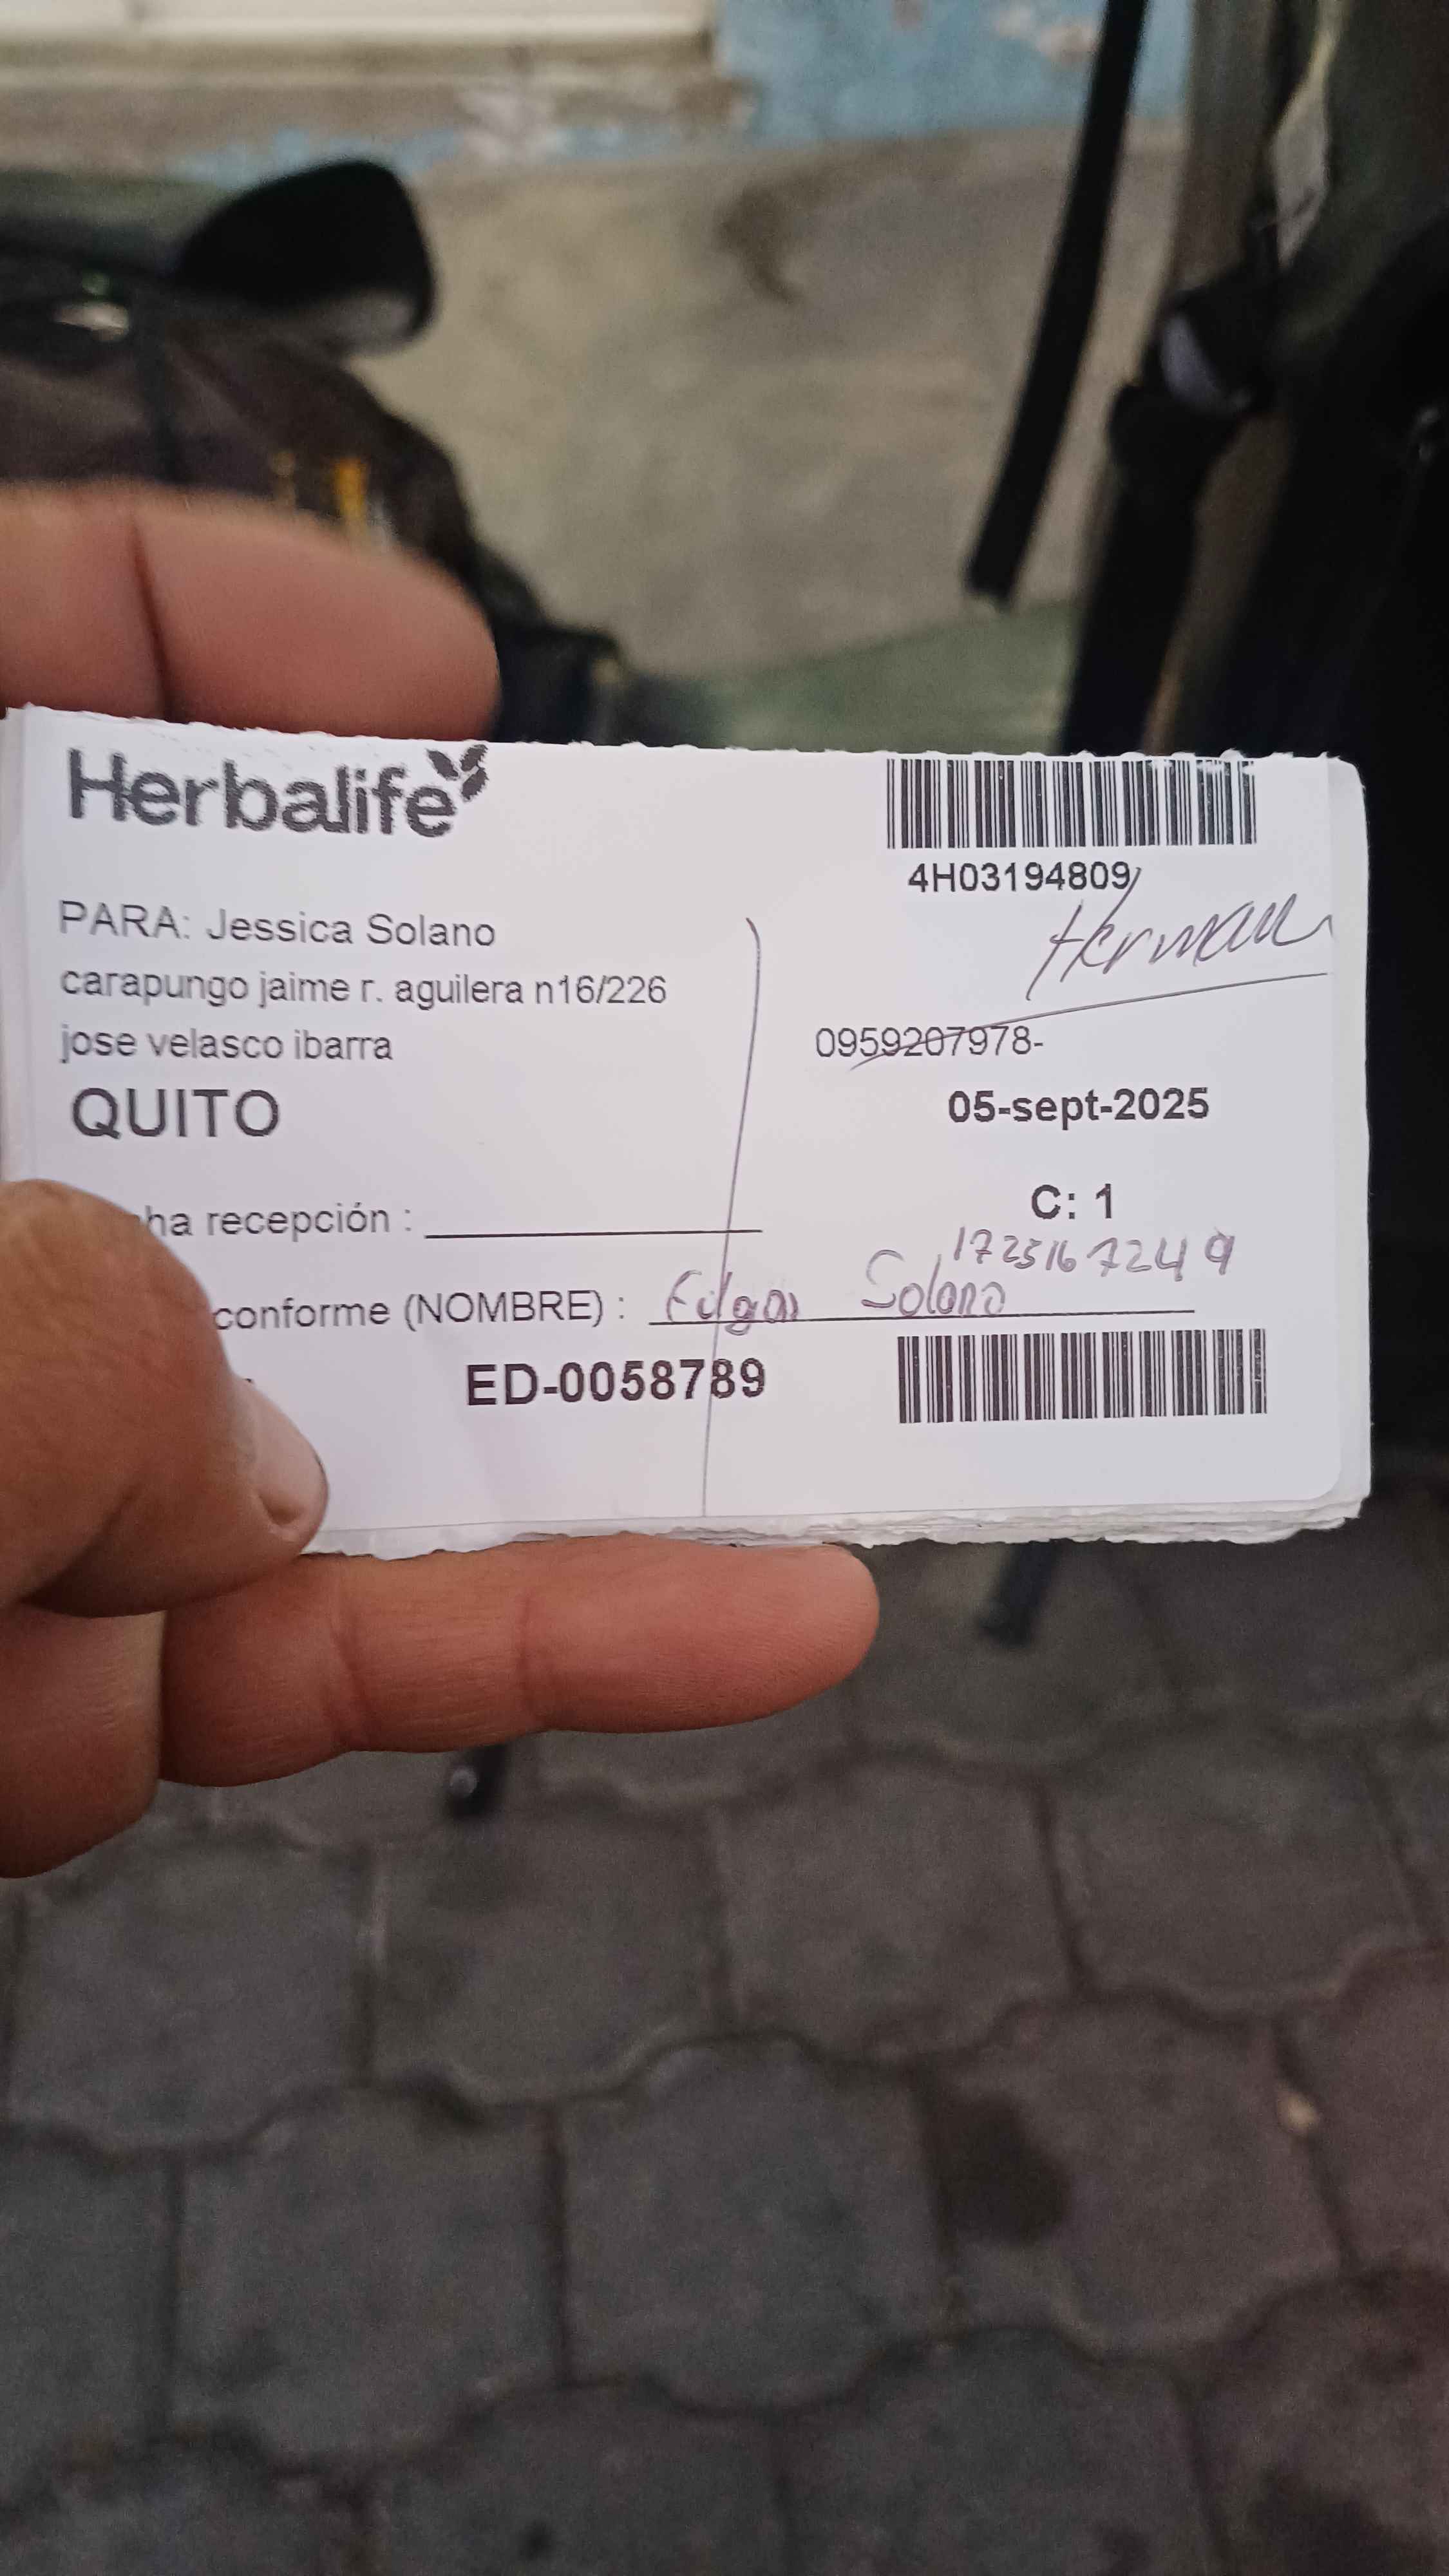 Herbalife
4H03194809
Herman
PARA: Jessica Solano
carapungo jaime r. aguilera n16/226
jose velasco ibarra
0959207978-
QUITO
05-sept-2025
C: 1
ha recepción :
1725167249
conforme (NOMBRE) : Edgar Solano
ED-0058789